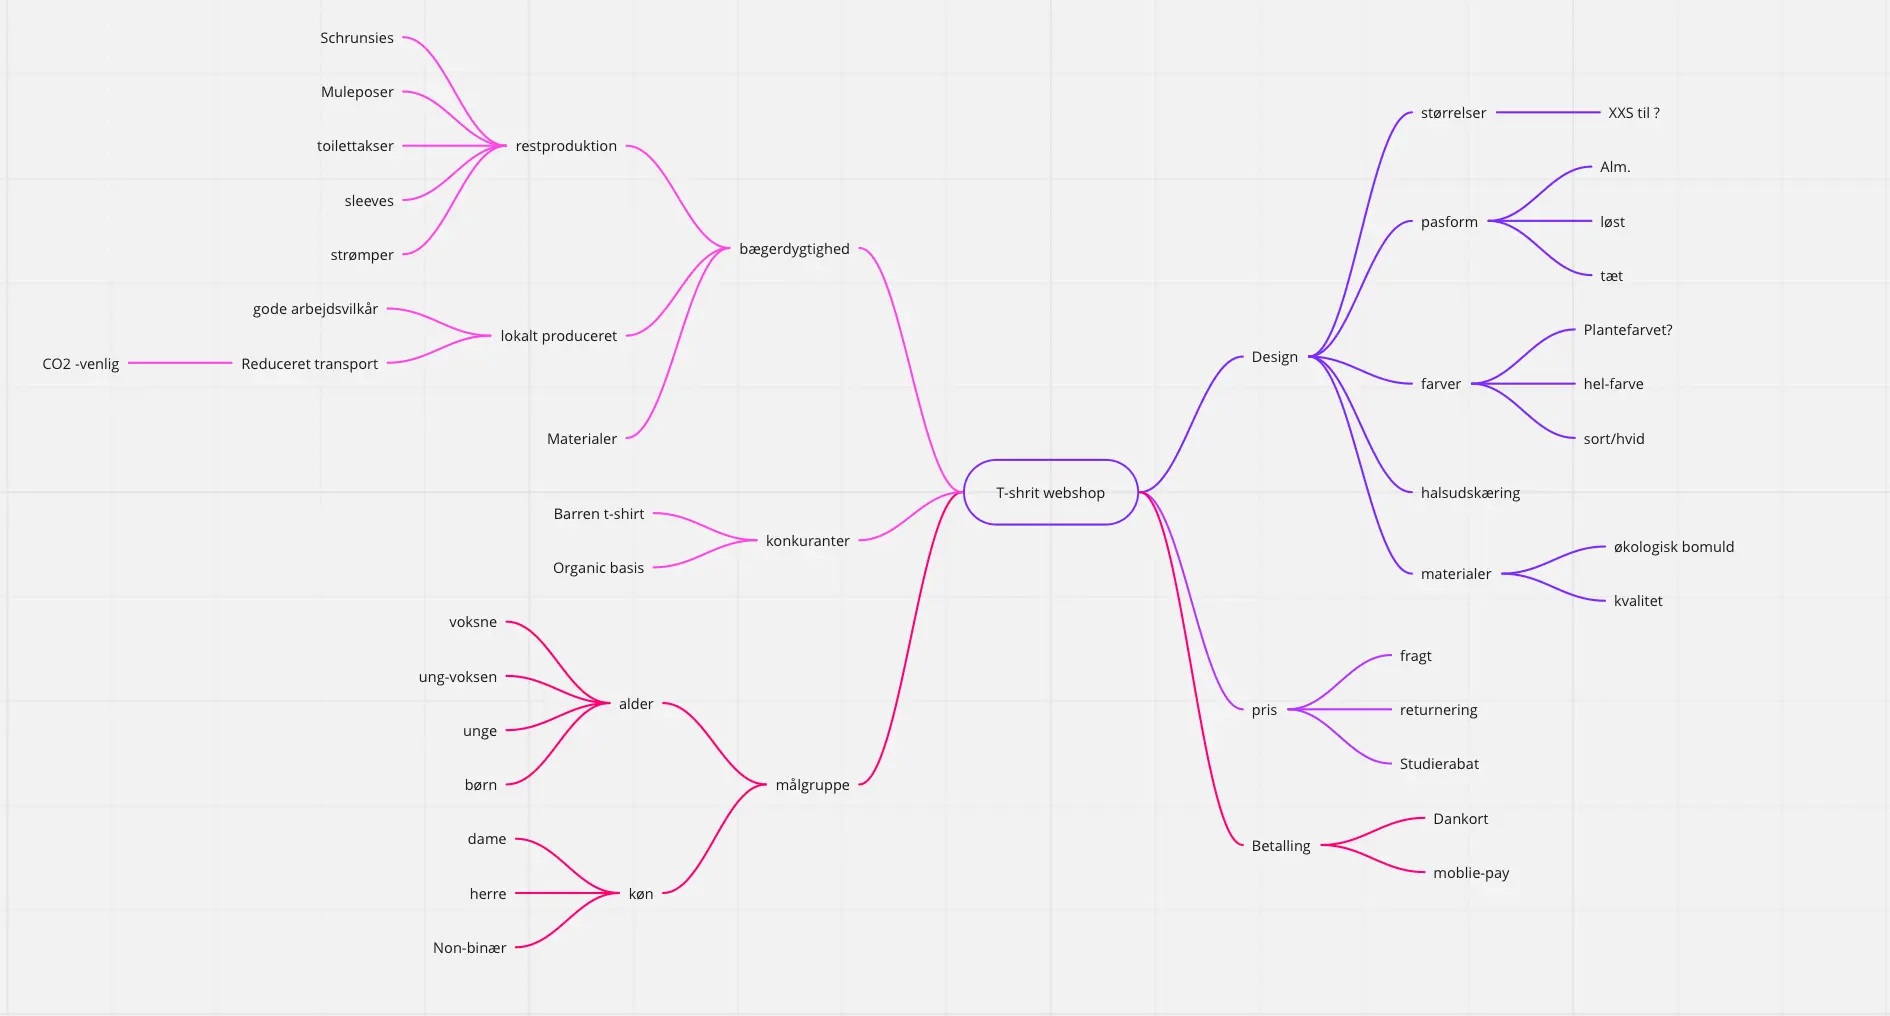 T-shrit webshop
bægerdygtighed
restproduktion
Schrunsies
Muleposer
toilettakser
sleeves
strømper
lokalt produceret
gode arbejdsvilkår
Reduceret transport
CO2 -venlig
Materialer
konkuranter
Barren t-shirt
Organic basis
målgruppe
alder
voksne
ung-voksen
unge
børn
køn
dame
herre
Non-binær
Design
størrelser
XXS til ?
pasform
Alm.
løst
tæt
farver
Plantefarvet?
hel-farve
sort/hvid
halsudskæring
materialer
økologisk bomuld
kvalitet
pris
fragt
returnering
Studierabat
Betalling
Dankort
moblie-pay